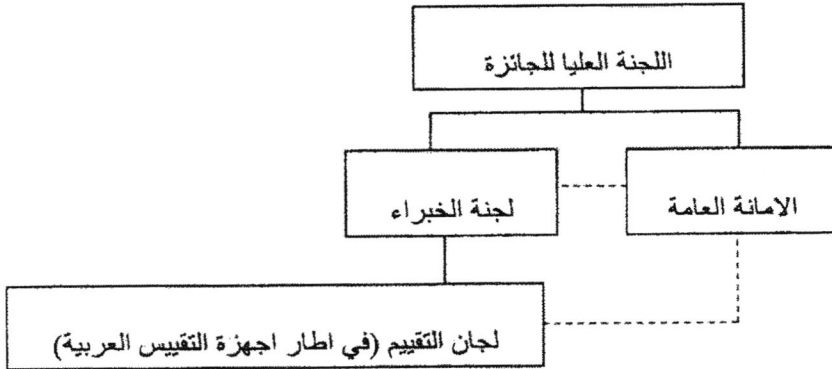 اللجنة العليا للجائزة
الامانة العامة
لجنة الخبراء
لجان التقييم (في اطار اجهزة التقييس العربية)